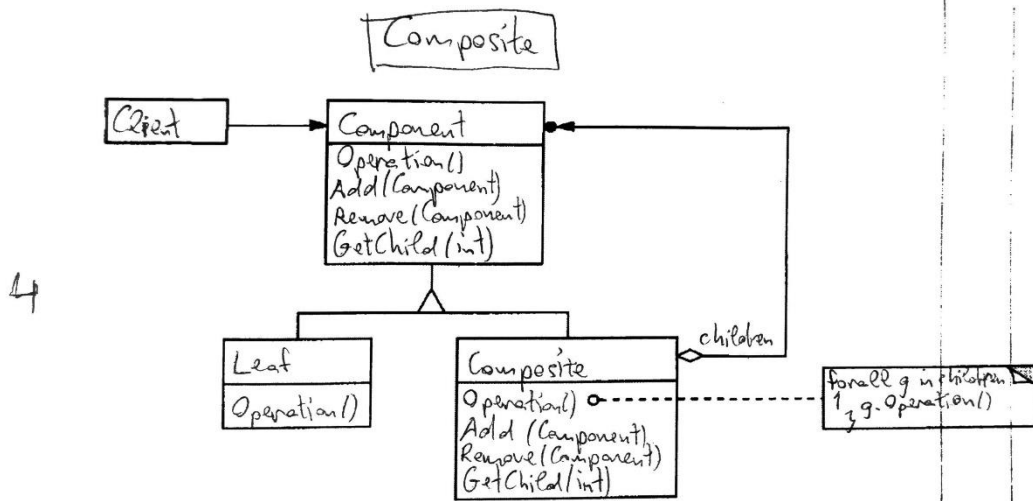 Composite
Client
Component
Operation()
Add(Component)
Remove(Component)
GetChild(int)
4
children
Leaf
Operation()
Composite
Operation()
Add (Component)
Remove(Component)
GetChild(int)
forall g in children
g.Operation()